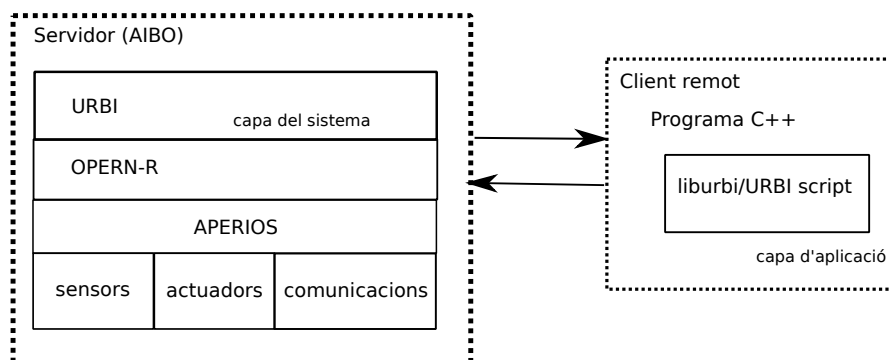 Servidor (AIBO)
URBI
capa del sistema
OPERN-R
APERIOS
sensors
actuadors
comunicacions
Client remot
Programa C++
liburbi/URBI script
capa d'aplicació